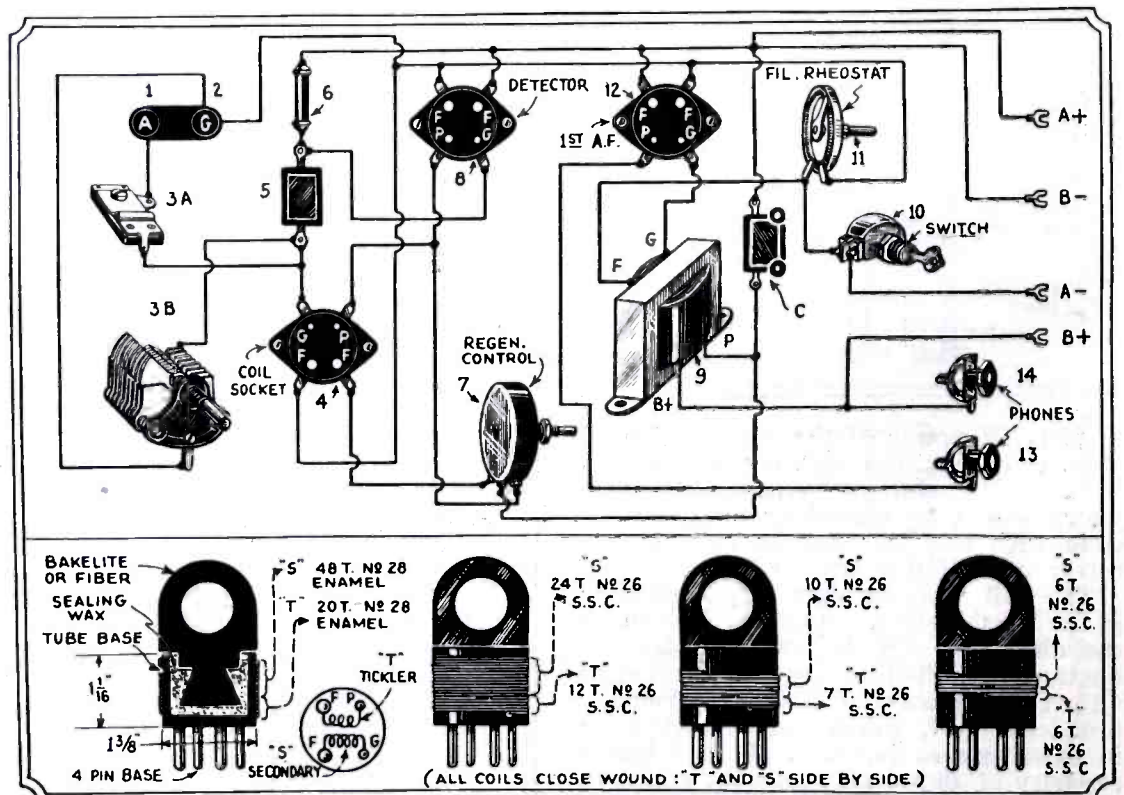 1
2
A
G
3A
3B
5
6
DETECTOR
F
F
P
G
8
12
1ST A.F.
F
F
P
G
FIL. RHEOSTAT
11
A+
B-
10
SWITCH
A-
B+
G
F
P
B+
9
C
COIL
SOCKET
G
P
F
F
4
REGEN.
CONTROL
7
14
PHONES
13
BAKELITE
OR FIBER
SEALING
WAX
TUBE BASE
1 1/16
1 3/8"
4 PIN BASE
"S"
48 T. Nº 28
ENAMEL
"T"
20 T. Nº 28
ENAMEL
"T"
TICKLER
F
P
F
G
"S"
SECONDARY
"S"
24 T Nº 26
S.S.C.
"T"
12 T. Nº 26
S.S.C.
"S"
10 T. Nº 26
S.S.C.
"T"
7 T. Nº 26
S.S.C.
"S"
6 T.
Nº. 26
S.S.C.
"T"
6 T
Nº 26
S.S.C
(ALL COILS CLOSE WOUND : "T" AND "S" SIDE BY SIDE)